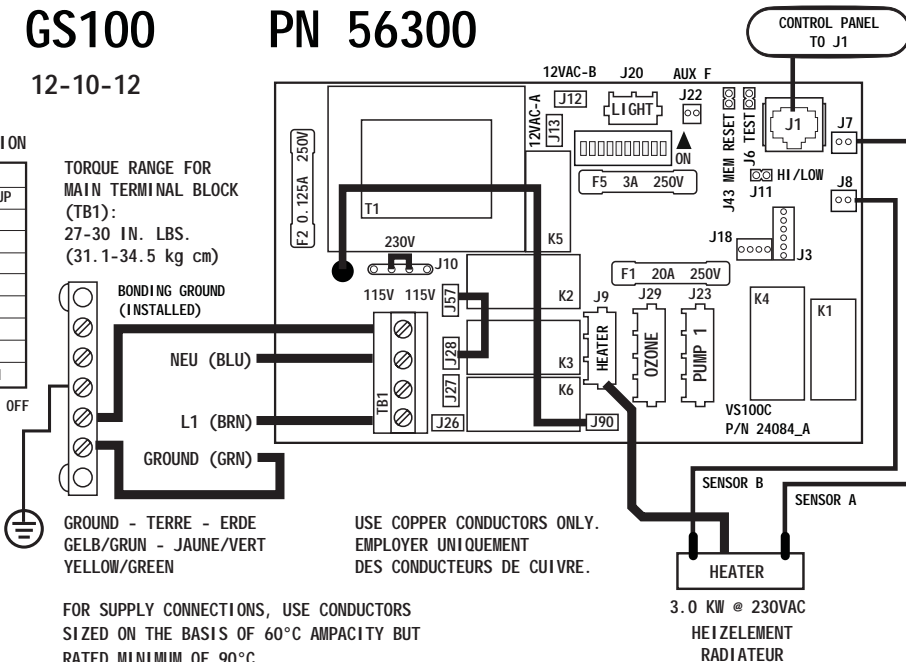 GS100 PN 56300
12-10-12
CONTROL PANEL
TO J1
12VAC-B J20 AUX F
J12
LIGHT
J22
12VAC-A
J13
ON
J43 MEM RESET
J6 TEST
J1
J7
F5 3A 250V
HI/LOW
J11
J8
UP
OFF
TORQUE RANGE FOR
MAIN TERMINAL BLOCK
(TB1):
27-30 IN. LBS.
(31.1-34.5 kg cm)
F2 0.125A 250V
T1
K5
230V
J10
J18
J3
F1 20A 250V
BONDING GROUND
(INSTALLED)
115V 115V
J57
K2
J9
J29
J23
K4
K1
HEATER
OZONE
PUMP 1
NEU (BLU)
J28
K3
TB1
J27
K6
L1 (BRN)
J26
J90
VS100C
P/N 24084_A
GROUND (GRN)
SENSOR B
SENSOR A
GROUND - TERRE - ERDE
GELB/GRUN - JAUNE/VERT
YELLOW/GREEN
USE COPPER CONDUCTORS ONLY.
EMPLOYER UNIQUEMENT
DES CONDUCTEURS DE CUIVRE.
HEATER
3.0 KW @ 230VAC
HEIZELEMENT
RADIATEUR
FOR SUPPLY CONNECTIONS, USE CONDUCTORS
SIZED ON THE BASIS OF 60°C AMPACITY BUT
RATED MINIMUM OF 90°C